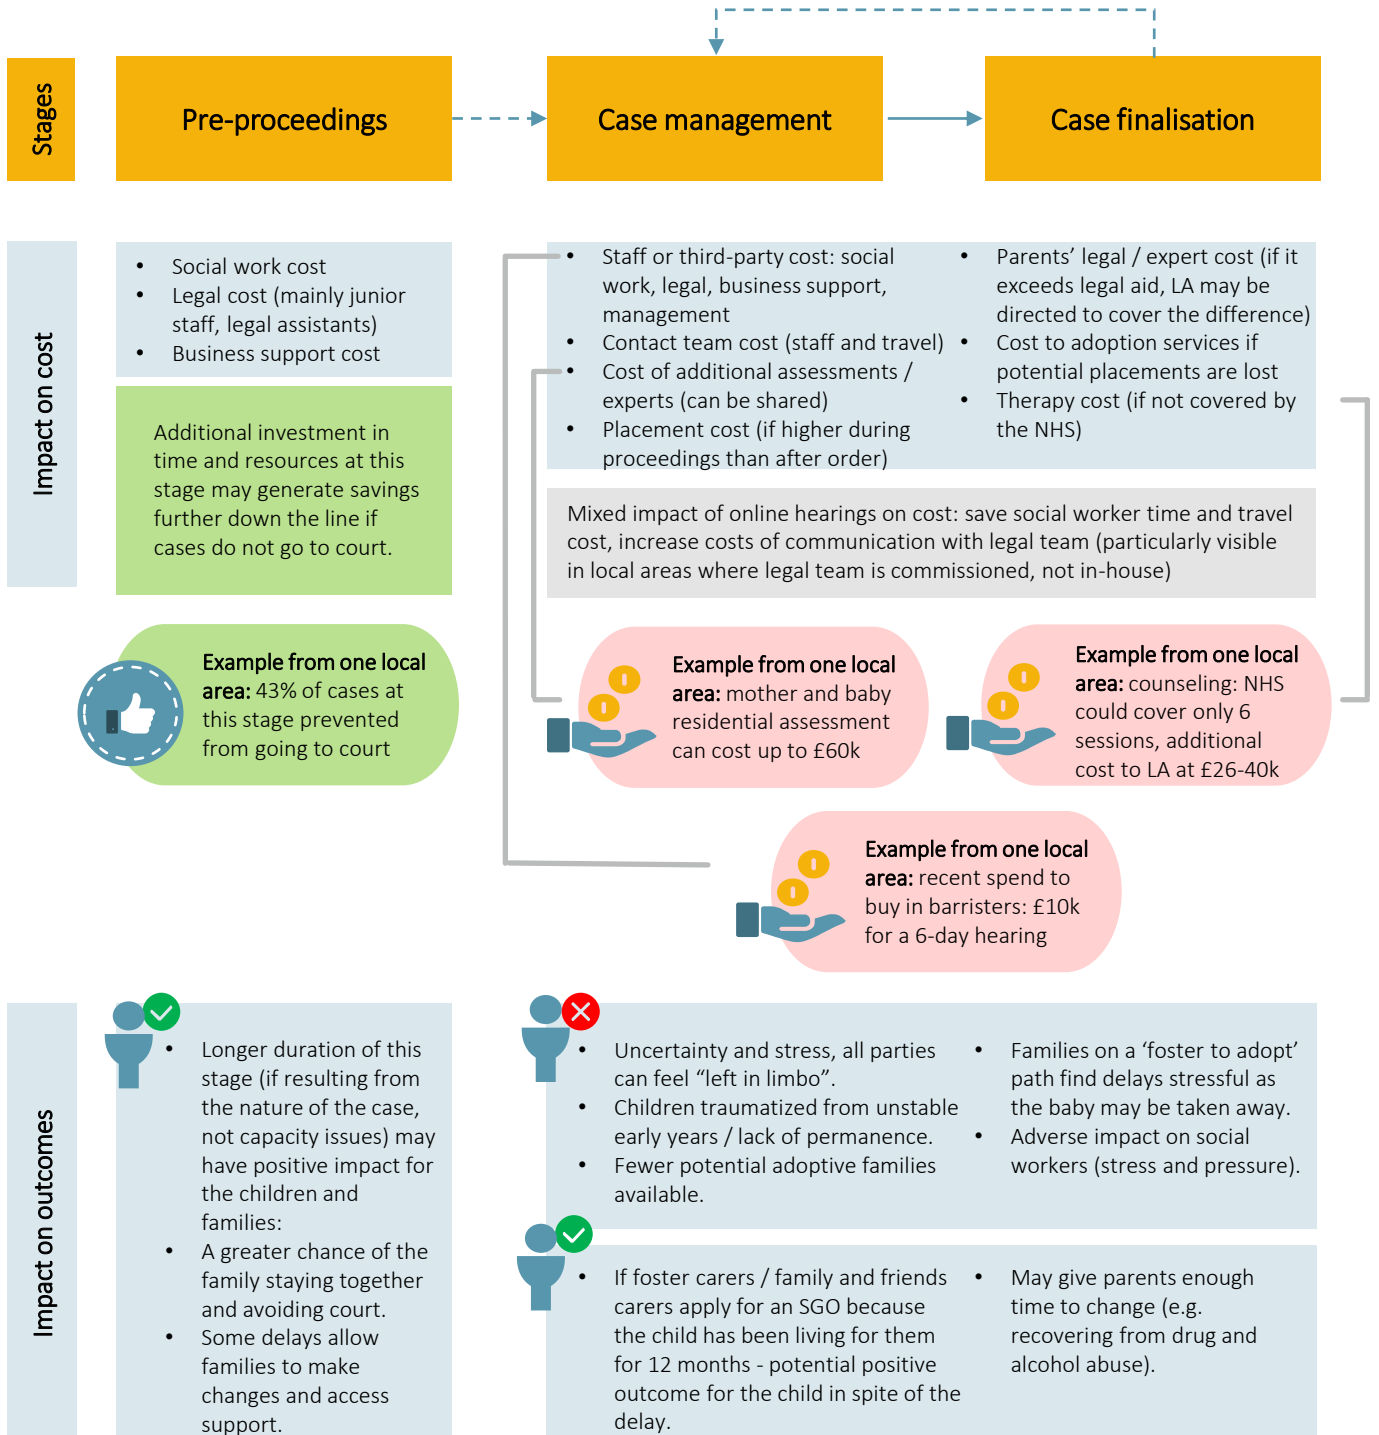 Stages
Pre-proceedings
Case management
Case finalisation
Impact on cost
• Social work cost
• Legal cost (mainly junior
staff, legal assistants)
• Business support cost
Additional investment in
time and resources at this
stage may generate savings
further down the line if
cases do not go to court.
Example from one local
area: 43% of cases at
this stage prevented
from going to court
• Staff or third-party cost: social
work, legal, business support,
management
• Contact team cost (staff and travel)
• Cost of additional assessments /
experts (can be shared)
• Placement cost (if higher during
proceedings than after order)
• Parents’ legal / expert cost (if it
exceeds legal aid, LA may be
directed to cover the difference)
• Cost to adoption services if
potential placements are lost
• Therapy cost (if not covered by
the NHS)
Mixed impact of online hearings on cost: save social worker time and travel
cost, increase costs of communication with legal team (particularly visible
in local areas where legal team is commissioned, not in-house)
Example from one local
area: mother and baby
residential assessment
can cost up to £60k
Example from one local
area: counseling: NHS
could cover only 6
sessions, additional
cost to LA at £26-40k
Example from one local
area: recent spend to
buy in barristers: £10k
for a 6-day hearing
Impact on outcomes
• Longer duration of this
stage (if resulting from
the nature of the case,
not capacity issues) may
have positive impact for
the children and
families:
• A greater chance of the
family staying together
and avoiding court.
• Some delays allow
families to make
changes and access
support.
• Uncertainty and stress, all parties
can feel “left in limbo”.
• Children traumatized from unstable
early years / lack of permanence.
• Fewer potential adoptive families
available.
• Families on a ‘foster to adopt’
path find delays stressful as
the baby may be taken away.
• Adverse impact on social
workers (stress and pressure).
• If foster carers / family and friends
carers apply for an SGO because
the child has been living for them
for 12 months - potential positive
outcome for the child in spite of the
delay.
• May give parents enough
time to change (e.g.
recovering from drug and
alcohol abuse).